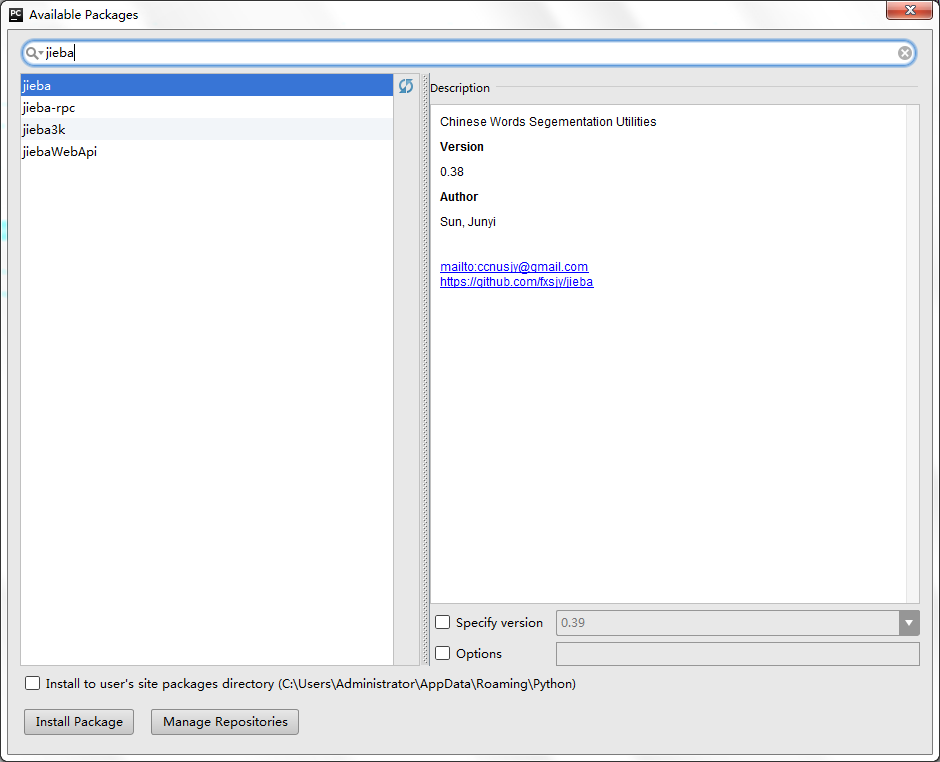 PC
Available Packages
jieba
jieba
jieba-rpc
jieba3k
jiebaWebApi
Description
Chinese Words Segementation Utilities
Version
0.38
Author
Sun, Junyi
mailto:ccnusjy@gmail.com
https://github.com/fxsjy/jieba
Specify version
0.39
Options
Install to user's site packages directory (C:\Users\Administrator\AppData\Roaming\Python)
Install Package
Manage Repositories